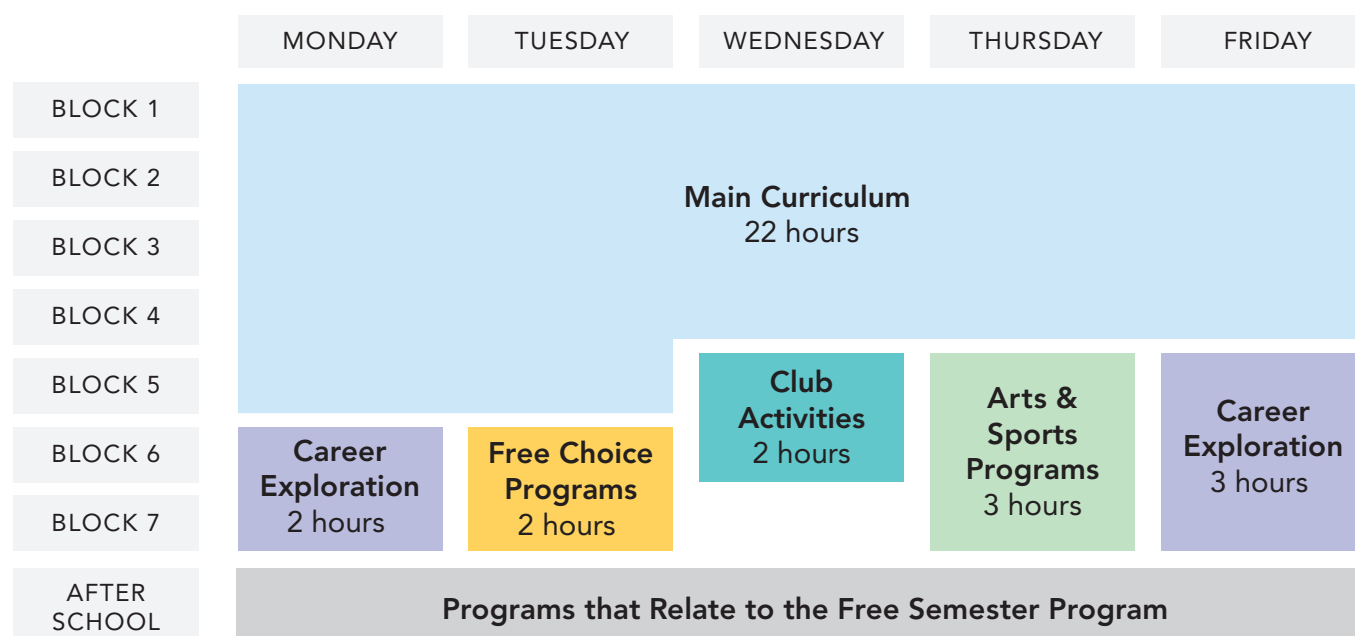 MONDAY
TUESDAY
WEDNESDAY
THURSDAY
FRIDAY
BLOCK 1
BLOCK 2
BLOCK 3
BLOCK 4
BLOCK 5
BLOCK 6
BLOCK 7
AFTER
SCHOOL
Main Curriculum
22 hours
Career
Exploration
2 hours
Free Choice
Programs
2 hours
Club
Activities
2 hours
Arts &
Sports
Programs
3 hours
Career
Exploration
3 hours
Programs that Relate to the Free Semester Program